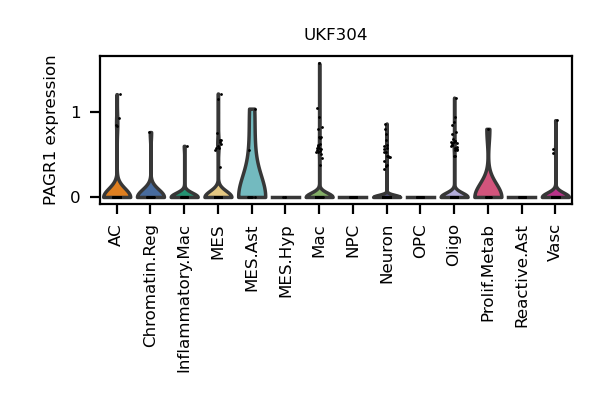 UKF304
PAGR1 expression
1
0
AC
Chromatin.Reg
Inflammatory.Mac
MES
MES.Ast
MES.Hyp
Mac
NPC
Neuron
OPC
Oligo
Prolif.Metab
Reactive.Ast
Vasc